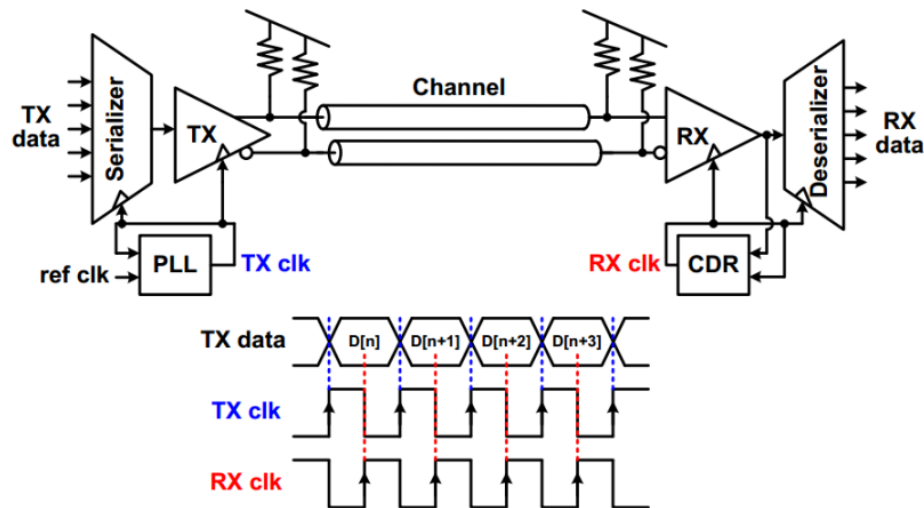 Channel
TX data
Serializer
TX
RX
Deserializer
RX data
ref clk
PLL
TX clk
RX clk
CDR
TX data
D[n]
D[n+1]
D[n+2]
D[n+3]
TX clk
RX clk